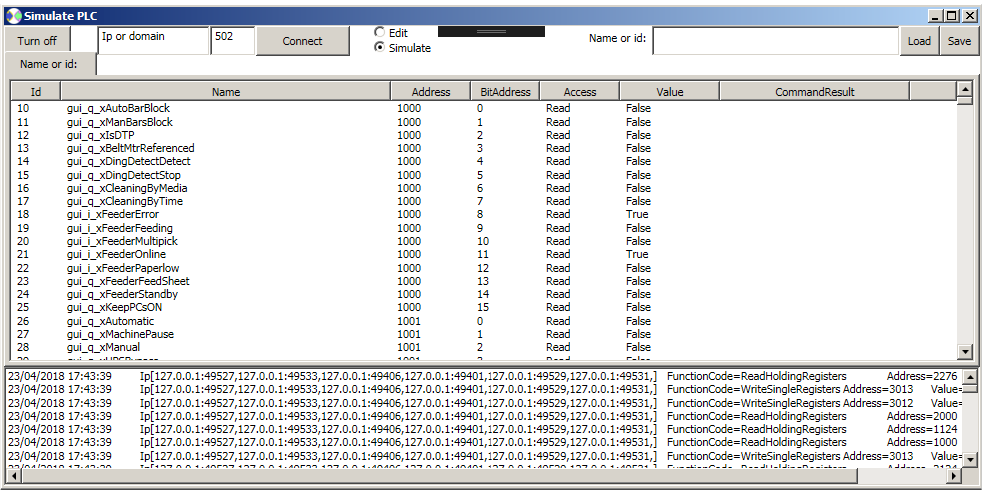 Simulate PLC
Turn off Ip or domain 502 Connect Edit Simulate Name or id: Load Save
Name or id:
Id Name Address BitAddress Access Value CommandResult
10 gui_q_xAutoBarBlock 1000 0 Read False
11 gui_q_xManBarsBlock 1000 1 Read False
12 gui_q_xIsDTP 1000 2 Read False
13 gui_q_xBeltMtrReferenced 1000 3 Read False
14 gui_q_xDingDetectDetect 1000 4 Read False
15 gui_q_xDingDetectStop 1000 5 Read False
16 gui_q_xCleaningByMedia 1000 6 Read False
17 gui_q_xCleaningByTime 1000 7 Read False
18 gui_i_xFeederError 1000 8 Read True
19 gui_i_xFeederFeeding 1000 9 Read False
20 gui_i_xFeederMultipick 1000 10 Read False
21 gui_i_xFeederOnline 1000 11 Read True
22 gui_i_xFeederPaperlow 1000 12 Read False
23 gui_q_xFeederFeedSheet 1000 13 Read False
24 gui_q_xFeederStandby 1000 14 Read False
25 gui_q_xKeepPCsON 1000 15 Read False
26 gui_q_xAutomatic 1001 0 Read False
27 gui_q_xMachinePause 1001 1 Read False
28 gui_q_xManual 1001 2 Read False
23/04/2018 17:43:39 Ip[127.0.0.1:49527,127.0.0.1:49533,127.0.0.1:49406,127.0.0.1:49401,127.0.0.1:49529,127.0.0.1:49531,] FunctionCode=ReadHoldingRegisters Address=2276
23/04/2018 17:43:39 Ip[127.0.0.1:49527,127.0.0.1:49533,127.0.0.1:49406,127.0.0.1:49401,127.0.0.1:49529,127.0.0.1:49531,] FunctionCode=WriteSingleRegisters Address=3013 Value=
23/04/2018 17:43:39 Ip[127.0.0.1:49527,127.0.0.1:49533,127.0.0.1:49406,127.0.0.1:49401,127.0.0.1:49529,127.0.0.1:49531,] FunctionCode=WriteSingleRegisters Address=3012 Value=
23/04/2018 17:43:39 Ip[127.0.0.1:49527,127.0.0.1:49533,127.0.0.1:49406,127.0.0.1:49401,127.0.0.1:49529,127.0.0.1:49531,] FunctionCode=ReadHoldingRegisters Address=2000
23/04/2018 17:43:39 Ip[127.0.0.1:49527,127.0.0.1:49533,127.0.0.1:49406,127.0.0.1:49401,127.0.0.1:49529,127.0.0.1:49531,] FunctionCode=ReadHoldingRegisters Address=1124
23/04/2018 17:43:39 Ip[127.0.0.1:49527,127.0.0.1:49533,127.0.0.1:49406,127.0.0.1:49401,127.0.0.1:49529,127.0.0.1:49531,] FunctionCode=ReadHoldingRegisters Address=1000
23/04/2018 17:43:39 Ip[127.0.0.1:49527,127.0.0.1:49533,127.0.0.1:49406,127.0.0.1:49401,127.0.0.1:49529,127.0.0.1:49531,] FunctionCode=WriteSingleRegisters Address=3013 Value=